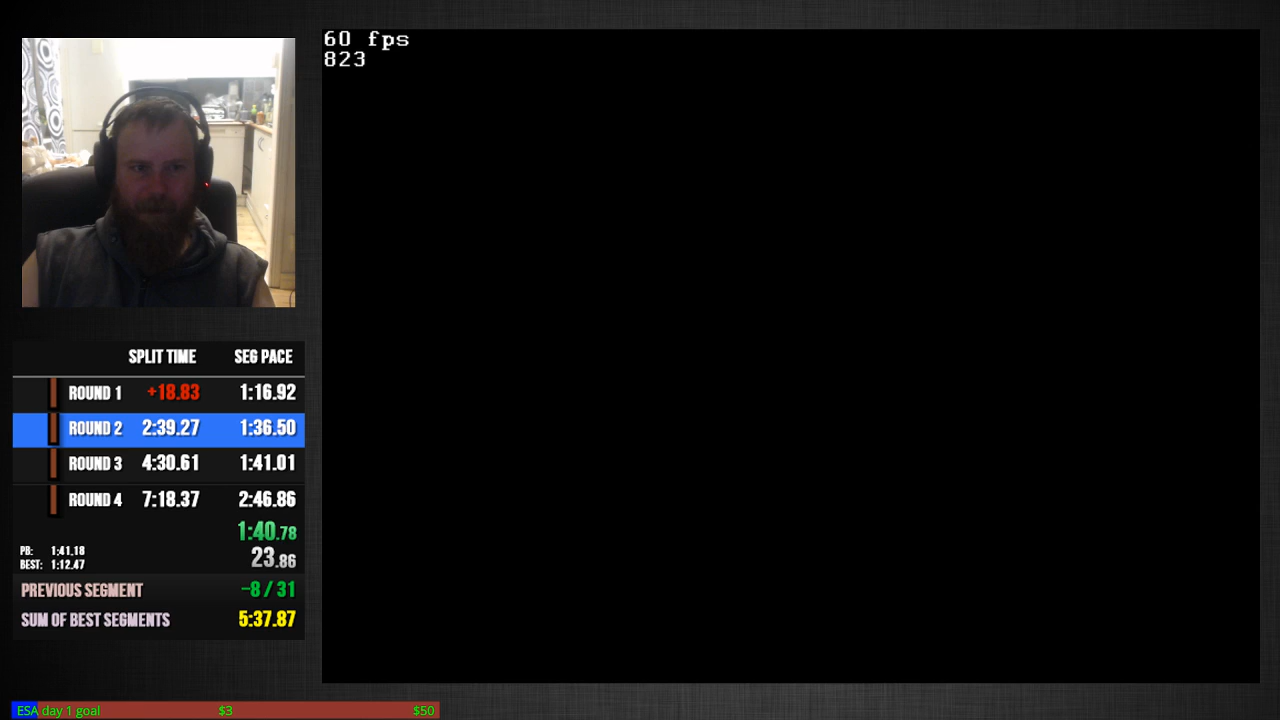 60 fps
823
SPLIT TIME SEG PACE
ROUND 1 +18.83 1:16.92
ROUND 2 2:39.27 1:36.50
ROUND 3 4:30.61 1:41.01
ROUND 4 7:18.37 2:46.86
1:40.78
PB: 1:41.18
BEST: 1:12.47
23.86
PREVIOUS SEGMENT -8 / 31
SUM OF BEST SEGMENTS 5:37.87
ESA day 1 goal $3 $50